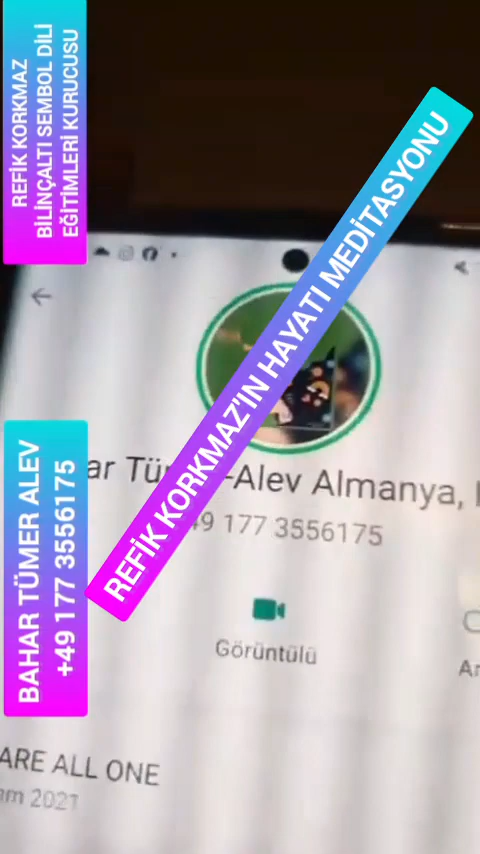 REFİK KORKMAZ
BİLİNÇALTI SEMBOL DİLİ
EĞİTİMLERİ KURUCUSU
REFİK KORKMAZ'IN HAYATI MEDİTASYONU
BAHAR TÜMER ALEV
+49 177 3556175
-Alev Almanya,
9 177 3556175
Görüntülü
ARE ALL ONE
2021